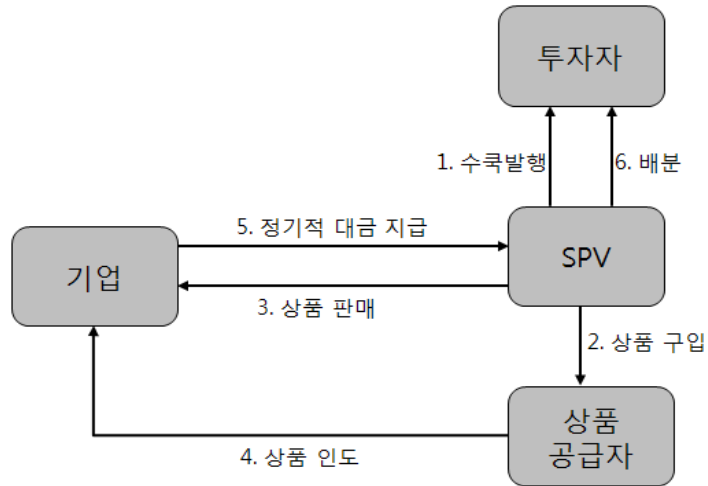 투자자
1. 수쿡발행
6. 배분
5. 정기적 대금 지급
기업
SPV
3. 상품 판매
2. 상품 구입
상품
공급자
4. 상품 인도